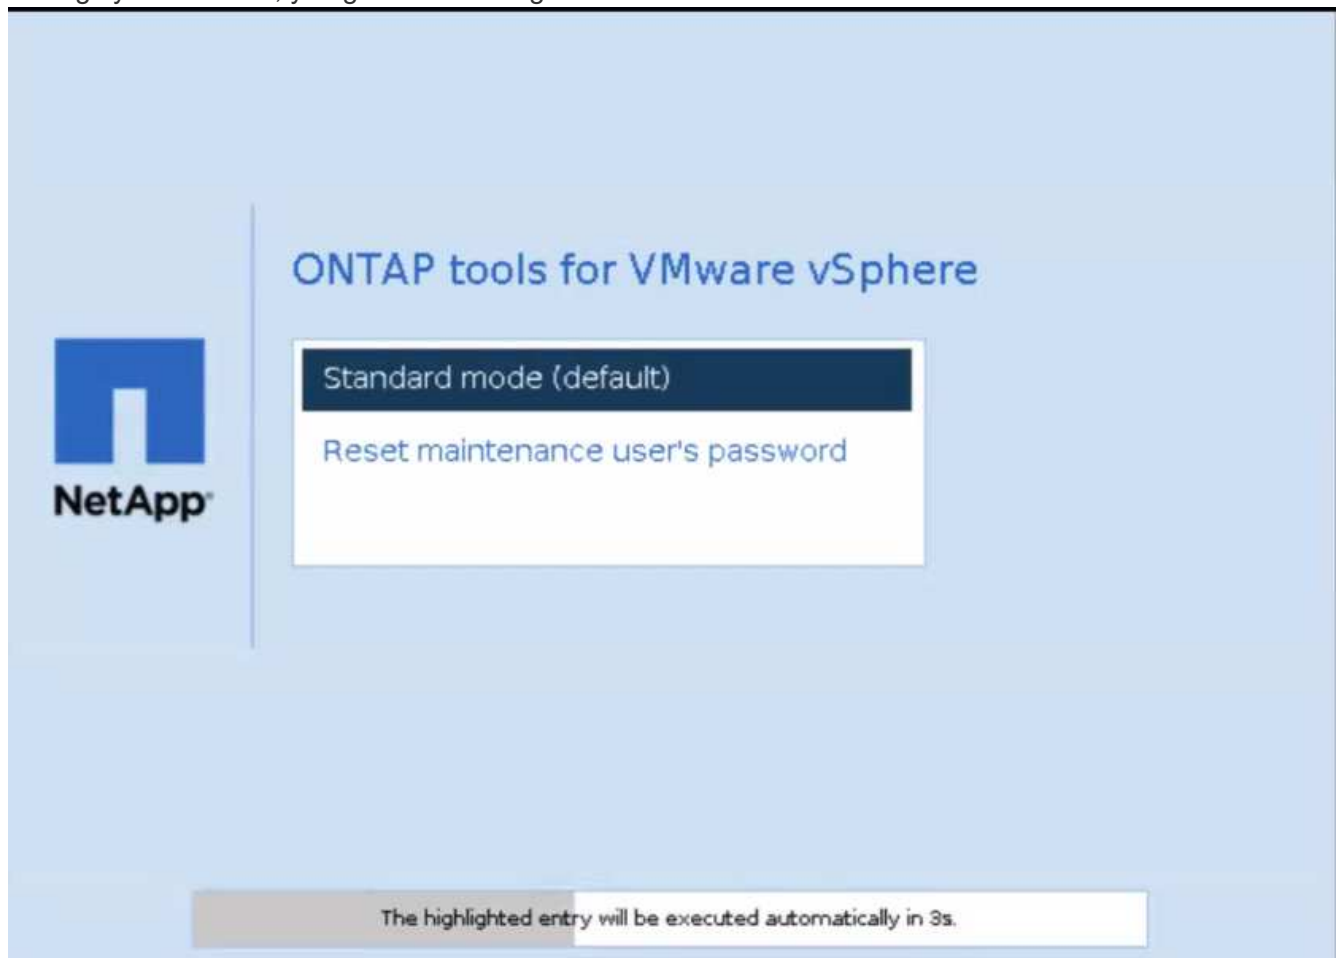 ONTAP tools for VMware vSphere
Standard mode (default)
Reset maintenance user's password
NetApp
The highlighted entry will be executed automatically in 3s.